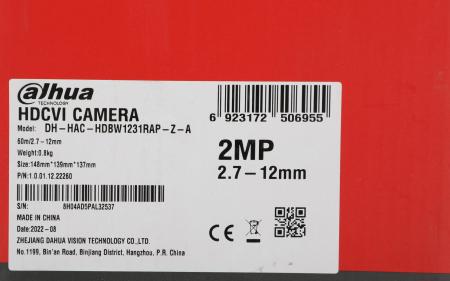 alhua
TECHNOLOGY
HDCVI CAMERA
Model: DH-HAC-HDBW1231RAP-Z-A
60m/2.7-12mm
Weight:0.8kg
Size:148mm*139mm*137mm
P/N:1.0.01.12.22260
S/N:
8H04AD5PAL32537
MADE IN CHINA
Date:2022-08
ZHEJIANG DAHUA VISION TECHNOLOGY CO.,LTD.
No.1199, Bin'an Road, Binjiang District, Hangzhou, P.R. China
6 923172 506955
2MP
2.7-12mm
CE